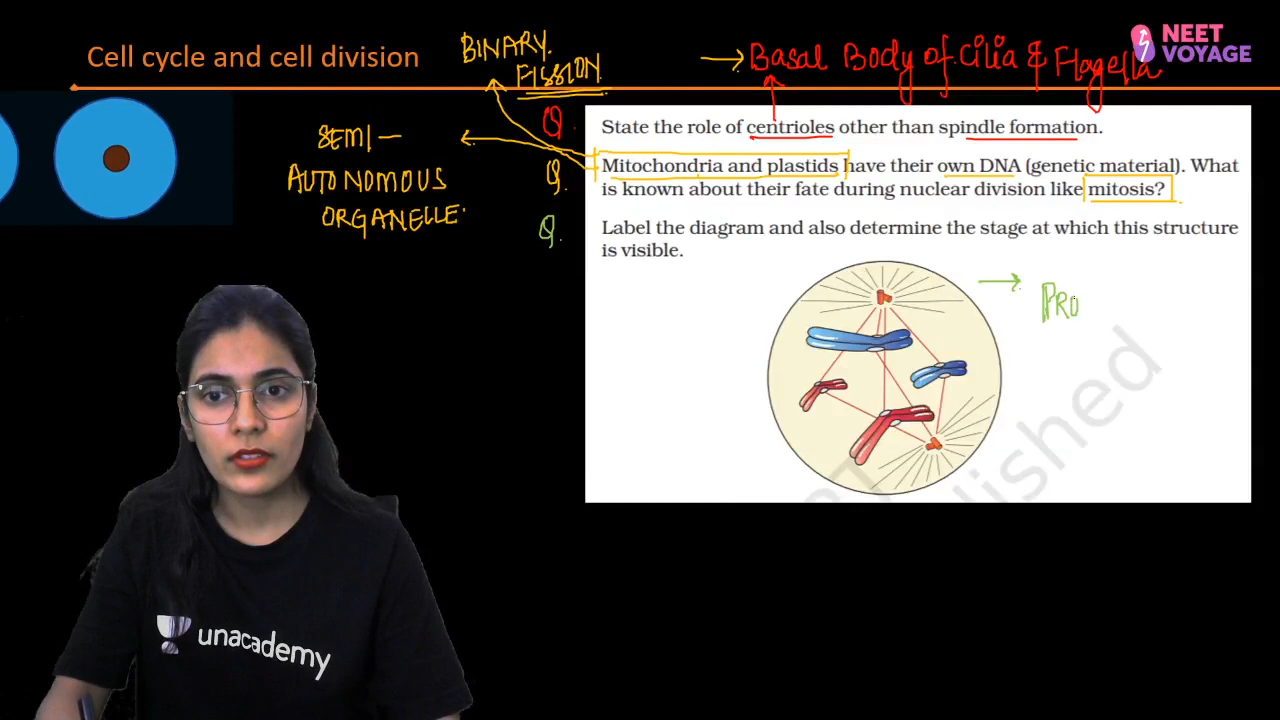 Cell cycle and cell division
BINARY.
FISSION
→ Basal Body of Cilia & Flagella
NEET
VOYAGE
SEMI -
AUTONOMOUS
ORGANELLE.
Q.
State the role of centrioles other than spindle formation.
Q.
Mitochondria and plastids have their own DNA (genetic material). What
is known about their fate during nuclear division like mitosis?
Q.
Label the diagram and also determine the stage at which this structure
is visible.
→ PRO
lished
unacademy